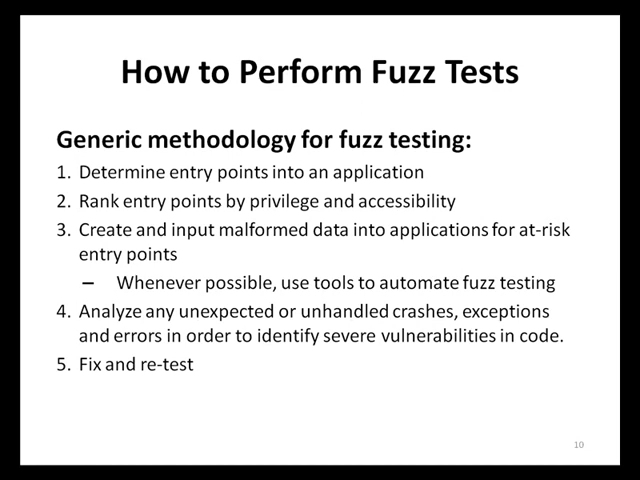 How to Perform Fuzz Tests
Generic methodology for fuzz testing:
1. Determine entry points into an application
2. Rank entry points by privilege and accessibility
3. Create and input malformed data into applications for at-risk
entry points
– Whenever possible, use tools to automate fuzz testing
4. Analyze any unexpected or unhandled crashes, exceptions
and errors in order to identify severe vulnerabilities in code.
5. Fix and re-test
10